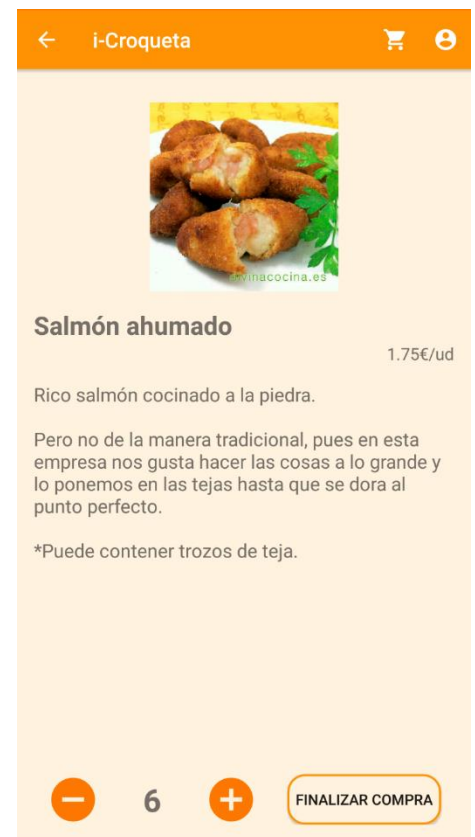 i-Croqueta
Salmón ahumado
1.75€/ud
Rico salmón cocinado a la piedra.
Pero no de la manera tradicional, pues en esta
empresa nos gusta hacer las cosas a lo grande y
lo ponemos en las tejas hasta que se dora al
punto perfecto.
*Puede contener trozos de teja.
6
FINALIZAR COMPRA